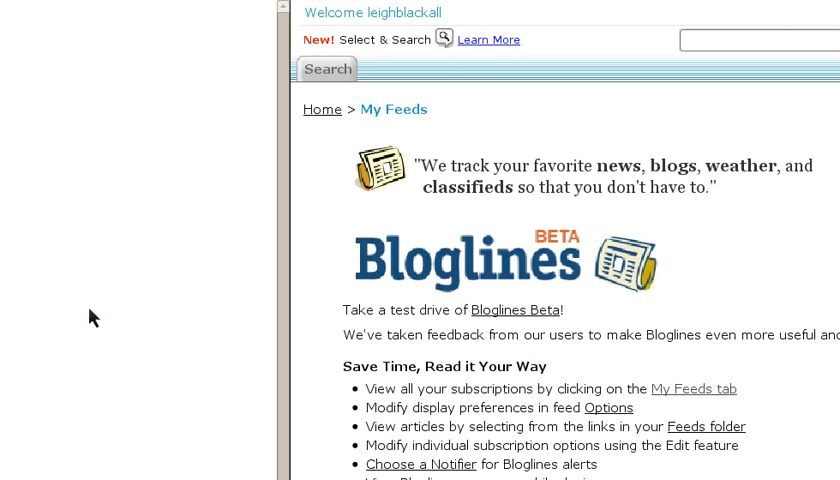 Welcome leighblackall
New! Select & Search Learn More
Search
Home > My Feeds
"We track your favorite news, blogs, weather, and
classifieds so that you don't have to."
Bloglines BETA
Take a test drive of Bloglines Beta!
We've taken feedback from our users to make Bloglines even more useful and
Save Time, Read it Your Way
• View all your subscriptions by clicking on the My Feeds tab
• Modify display preferences in feed Options
• View articles by selecting from the links in your Feeds folder
• Modify individual subscription options using the Edit feature
• Choose a Notifier for Bloglines alerts